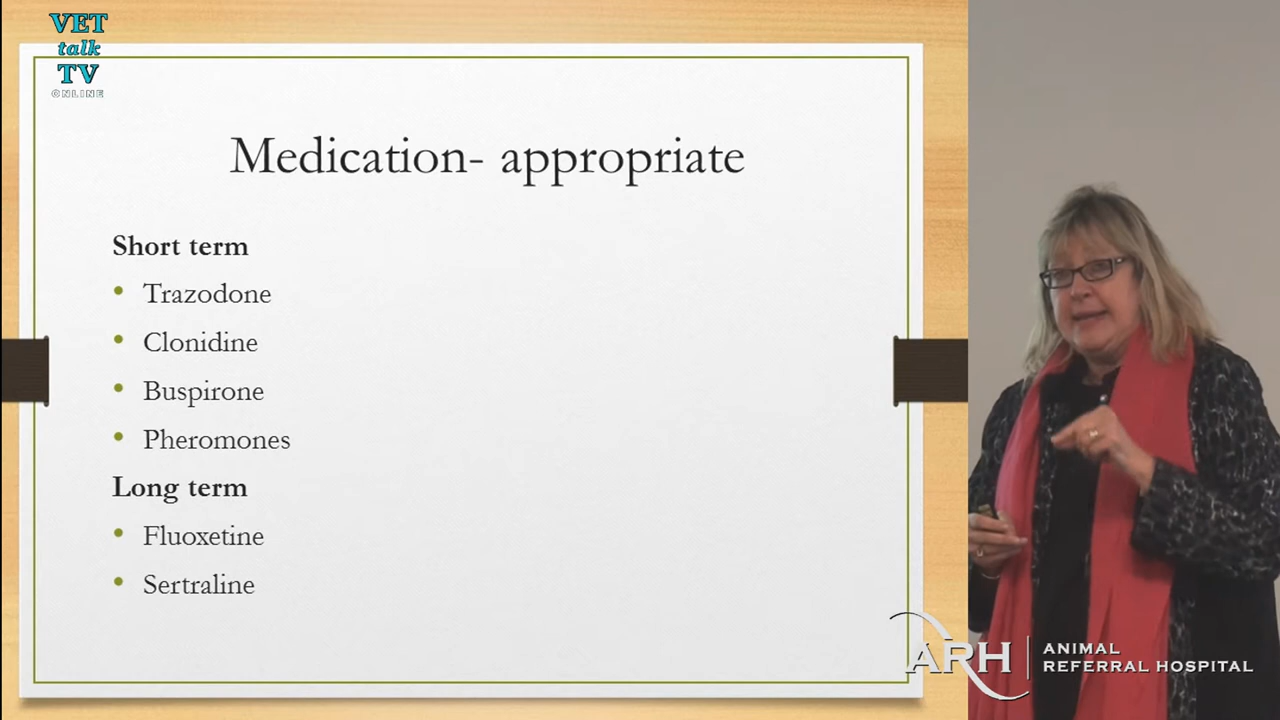 VET
talk
TV
ONLINE
Medication- appropriate
Short term
• Trazodone
• Clonidine
• Buspirone
• Pheromones
Long term
• Fluoxetine
• Sertraline
ARH
ANIMAL
REFERRAL HOSPITAL